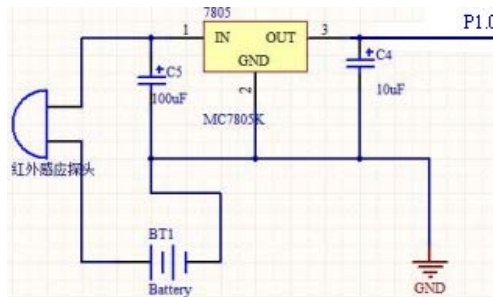 7805
P1.0
1
IN
OUT
3
GND
C5
C4
100uF
2
10uF
MC7805K
红外感应探头
BT1
Battery
GND